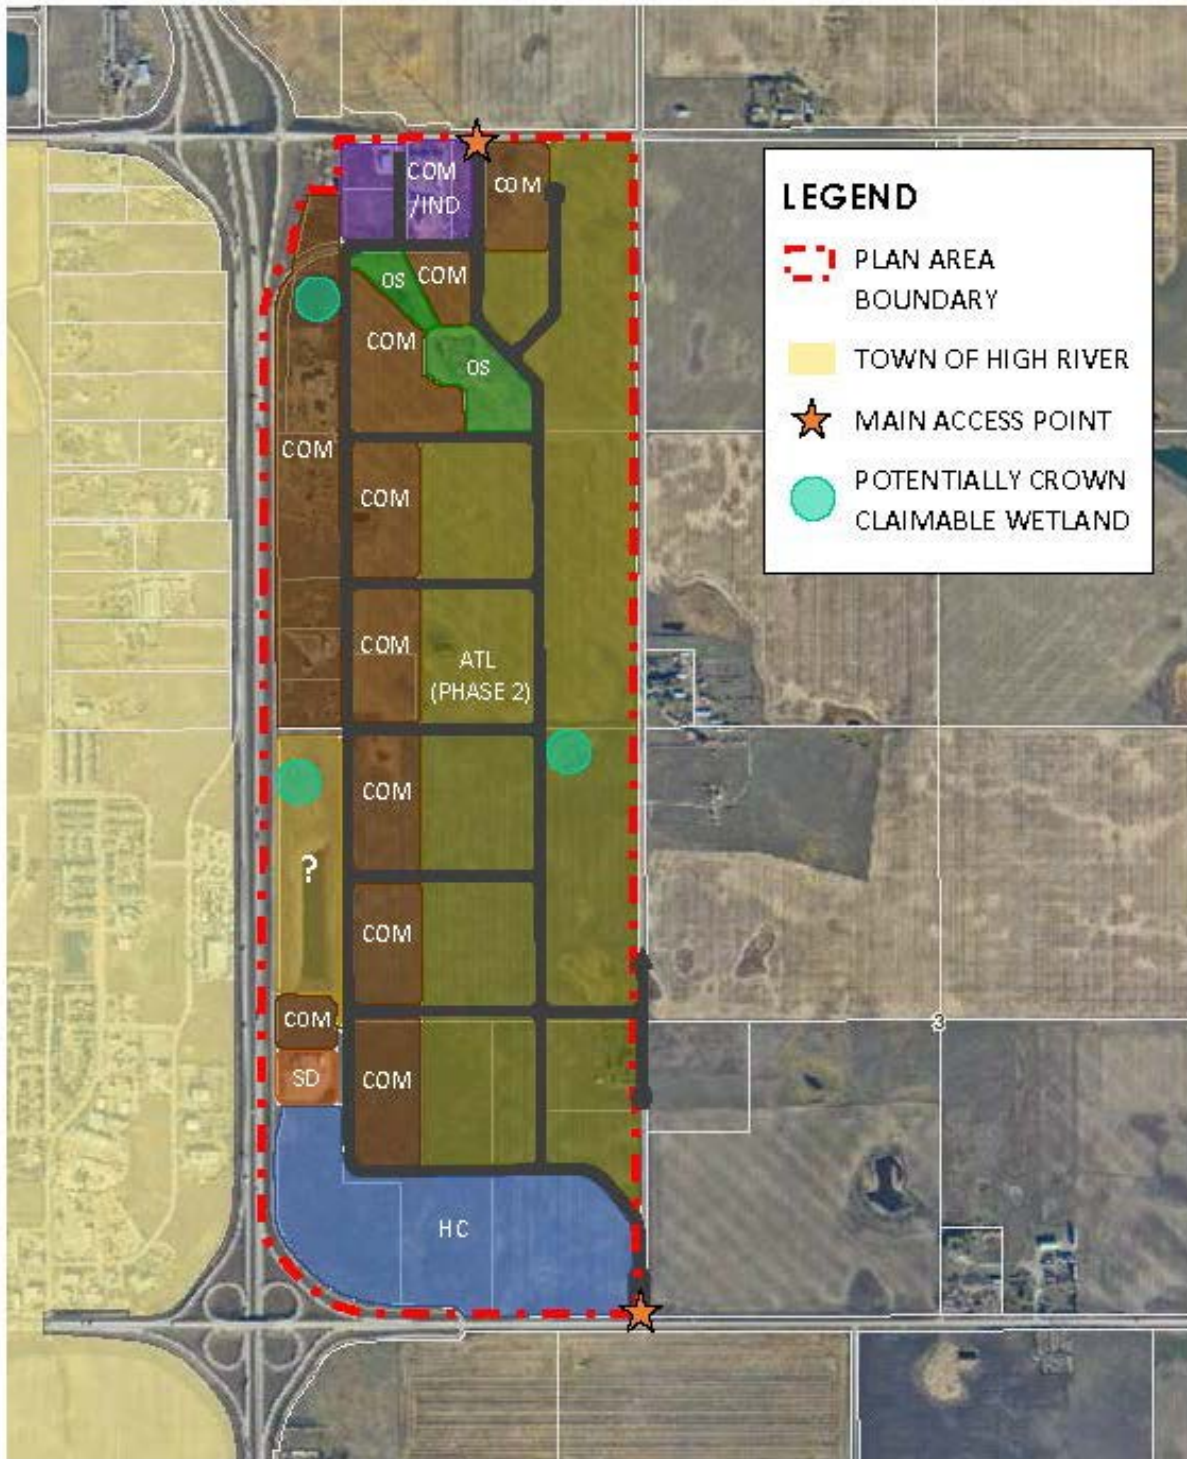 COM
/IND
COM
OS
COM
COM
OS
COM
COM
COM
ATL
(PHASE 2)
COM
?
COM
COM
COM
SD
HC
3
LEGEND
PLAN AREA
BOUNDARY
TOWN OF HIGH RIVER
MAIN ACCESS POINT
POTENTIALLY CROWN
CLAIMABLE WETLAND